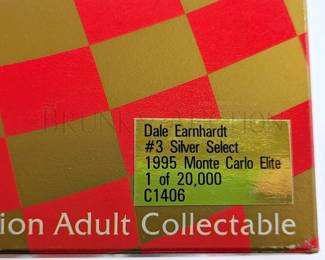 Dale Earnhardt
#3 Silver Select
1995 Monte Carlo Elite
1 of 20,000
C1406
ion Adult Collectable